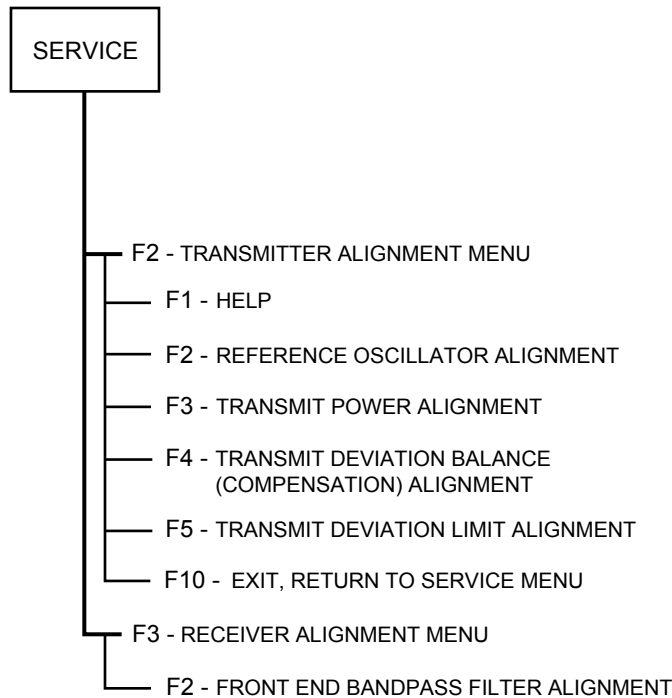 SERVICE
F2 - TRANSMITTER ALIGNMENT MENU
F1 - HELP
F2 - REFERENCE OSCILLATOR ALIGNMENT
F3 - TRANSMIT POWER ALIGNMENT
F4 - TRANSMIT DEVIATION BALANCE
(COMPENSATION) ALIGNMENT
F5 - TRANSMIT DEVIATION LIMIT ALIGNMENT
F10 - EXIT, RETURN TO SERVICE MENU
F3 - RECEIVER ALIGNMENT MENU
F2 - FRONT END BANDPASS FILTER ALIGNMENT